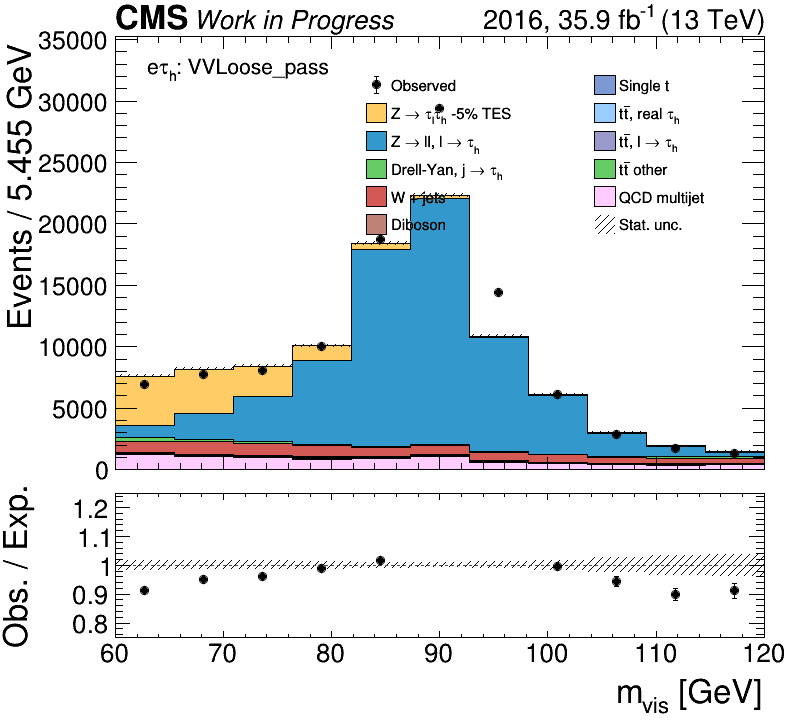 CMS Work in Progress 2016, 35.9 fb⁻¹ (13 TeV)
eτh: VVLoose_pass
Observed
Z → τlτh -5% TES
Z → ll, l → τh
Drell-Yan, j → τh
W + jets
Diboson
Single t
tt̄, real τh
tt̄, l → τh
tt̄ other
QCD multijet
Stat. unc.
Events / 5.455 GeV
35000
30000
25000
20000
15000
10000
5000
0
Obs. / Exp.
1.2
1.1
1
0.9
0.8
60 70 80 90 100 110 120
mvis [GeV]